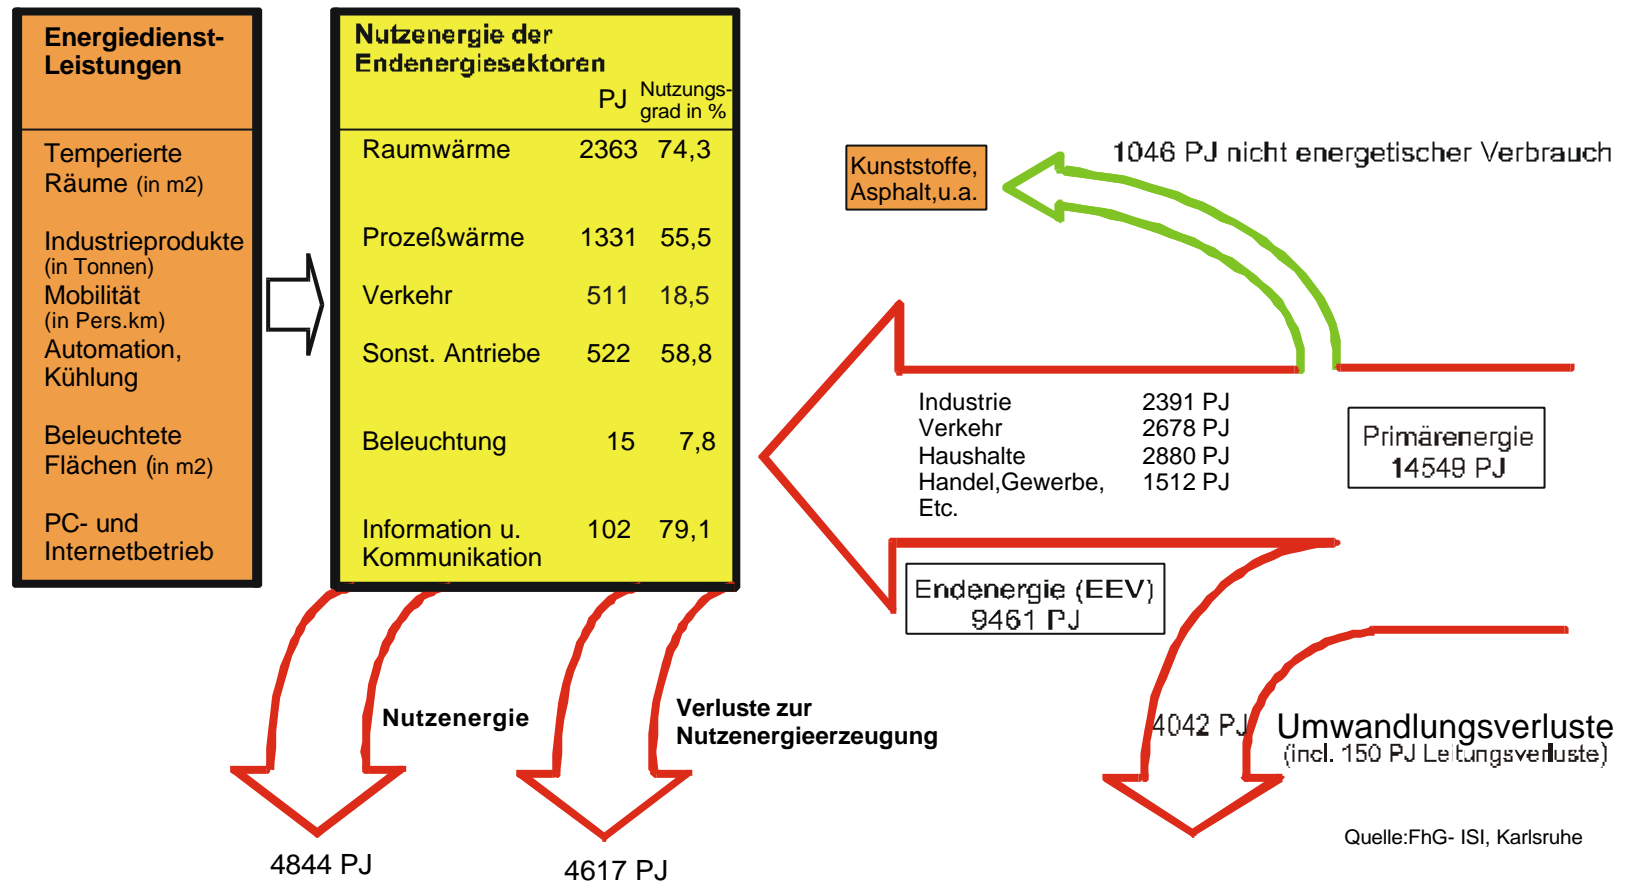 Energiedienst-
Leistungen
Temperierte
Räume (in m2)
Industrieprodukte
(in Tonnen)
Mobilität
(in Pers.km)
Automation,
Kühlung
Beleuchtete
Flächen (in m2)
PC- und
Internetbetrieb
Nutzenergie der
Endenergiesektoren
PJ Nutzungs-
grad in %
Raumwärme 2363 74,3
Prozeßwärme 1331 55,5
Verkehr 511 18,5
Sonst. Antriebe 522 58,8
Beleuchtung 15 7,8
Information u. 102 79,1
Kommunikation
Kunststoffe,
Asphalt,u.a.
1046 PJ nicht energetischer Verbrauch
Industrie 2391 PJ
Verkehr 2678 PJ
Haushalte 2880 PJ
Handel,Gewerbe, 1512 PJ
Etc.
Primärenergie
14549 PJ
Endenergie (EEV)
9461 PJ
Nutzenergie
4844 PJ
Verluste zur
Nutzenergieerzeugung
4617 PJ
4042 PJ Umwandlungsverluste
(incl. 150 PJ Leitungsverluste)
Quelle:FhG- ISI, Karlsruhe